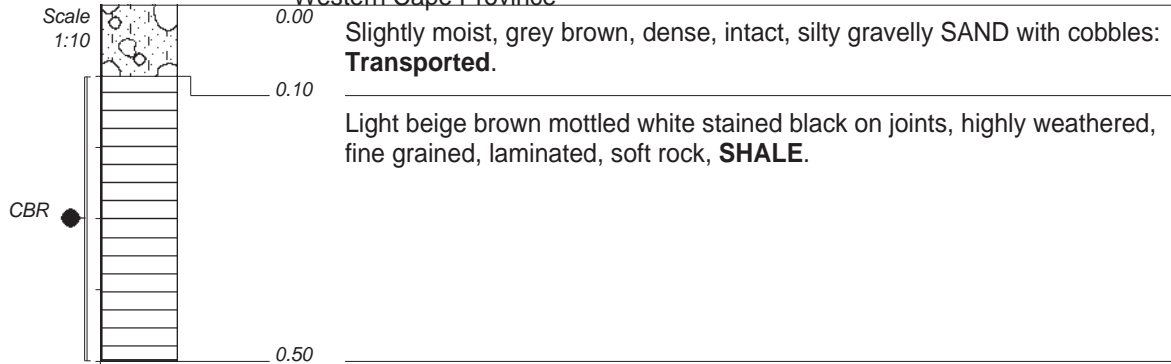 Western Cape Province
Scale
1:10
0.00
Slightly moist, grey brown, dense, intact, silty gravelly SAND with cobbles:
Transported.
0.10
Light beige brown mottled white stained black on joints, highly weathered,
fine grained, laminated, soft rock, SHALE.
CBR
0.50